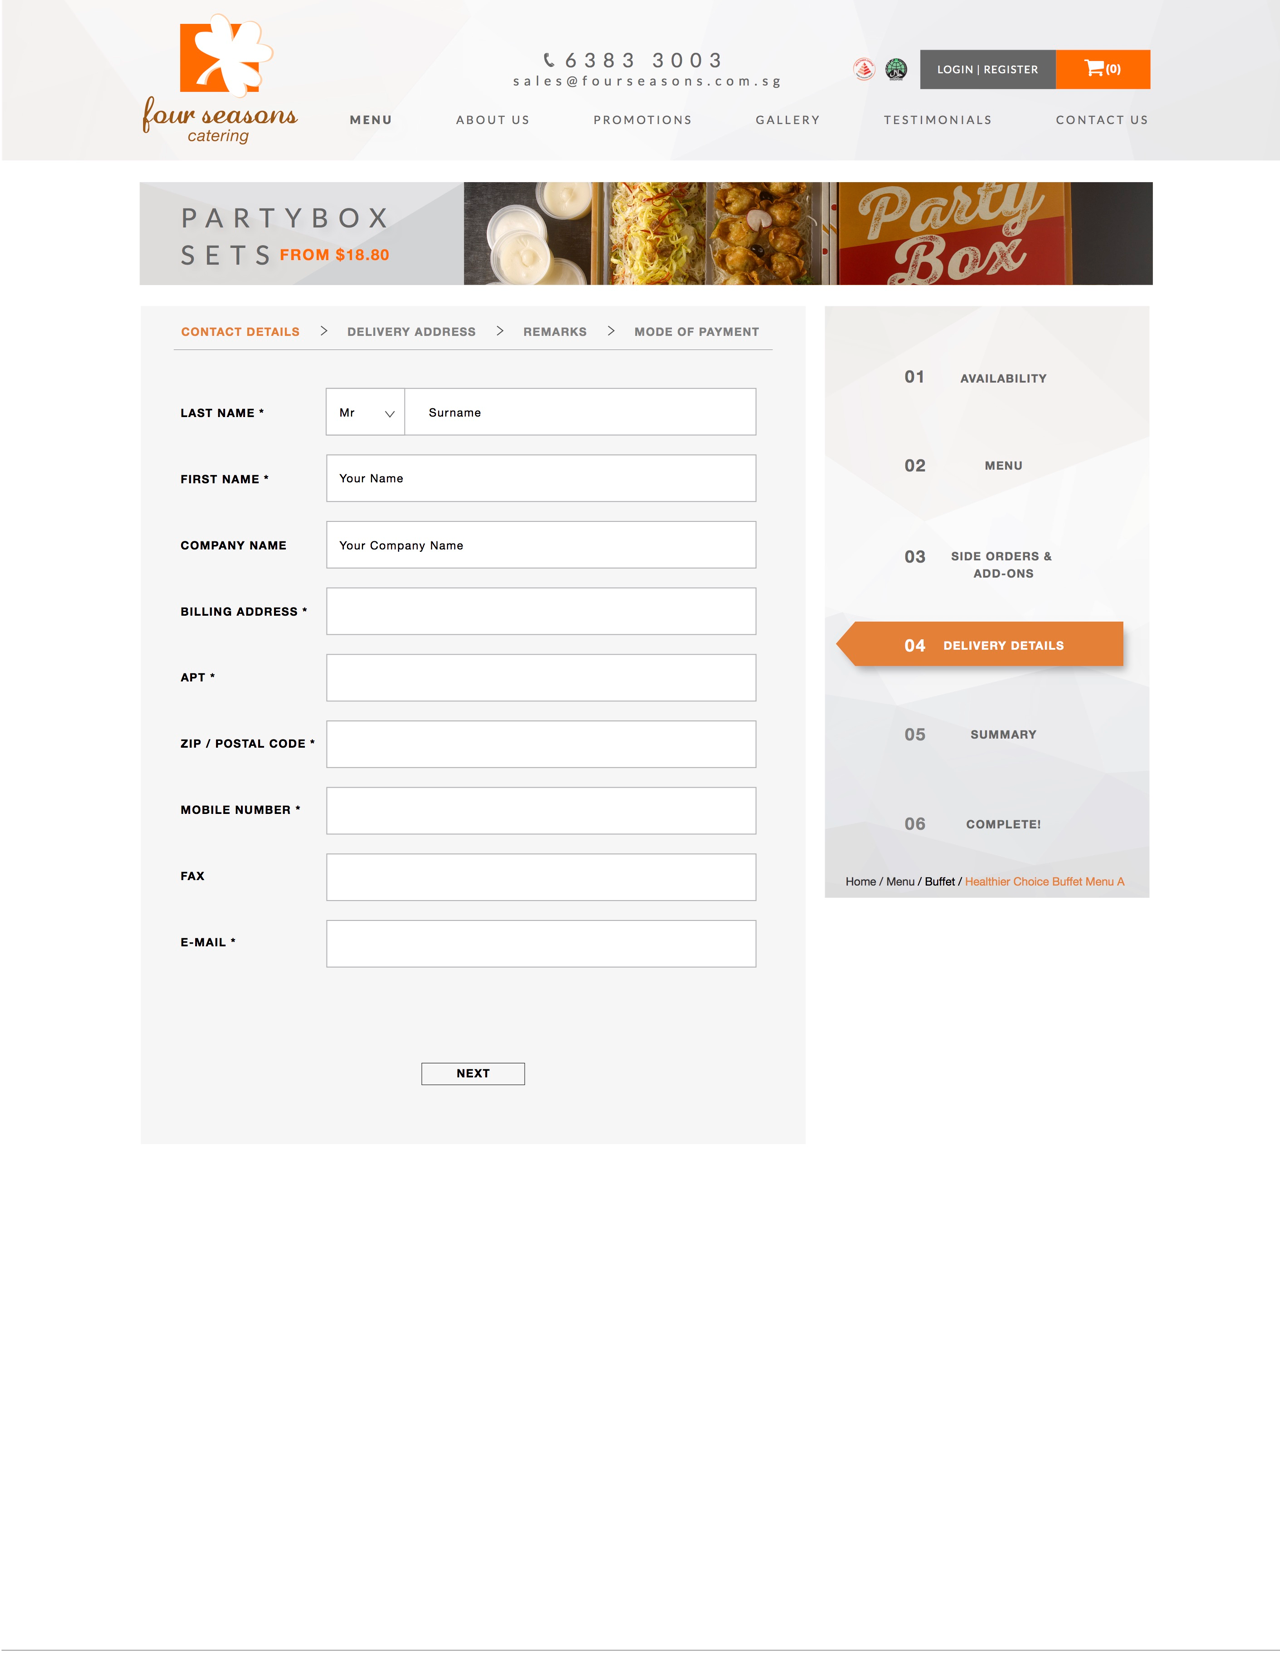 four seasons
catering
6383 3003
sales@fourseasons.com.sg
LOGIN | REGISTER
(0)
MENU
ABOUT US
PROMOTIONS
GALLERY
TESTIMONIALS
CONTACT US
PARTYBOX
SETS FROM $18.80
Party
Box
CONTACT DETAILS > DELIVERY ADDRESS > REMARKS > MODE OF PAYMENT
LAST NAME * Mr Surname
FIRST NAME * Your Name
COMPANY NAME Your Company Name
BILLING ADDRESS *
APT *
ZIP / POSTAL CODE *
MOBILE NUMBER *
FAX
E-MAIL *
NEXT
01 AVAILABILITY
02 MENU
03 SIDE ORDERS &
ADD-ONS
04 DELIVERY DETAILS
05 SUMMARY
06 COMPLETE!
Home / Menu / Buffet / Healthier Choice Buffet Menu A